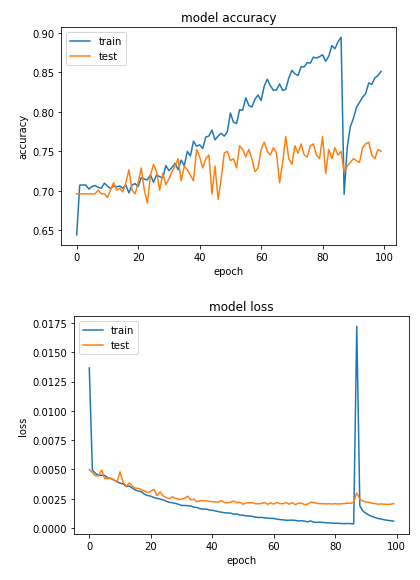 model accuracy
train
test
0.90
0.85
0.80
0.75
0.70
0.65
accuracy
0 20 40 60 80 100
epoch
model loss
train
test
0.0175
0.0150
0.0125
0.0100
0.0075
0.0050
0.0025
0.0000
loss
0 20 40 60 80 100
epoch